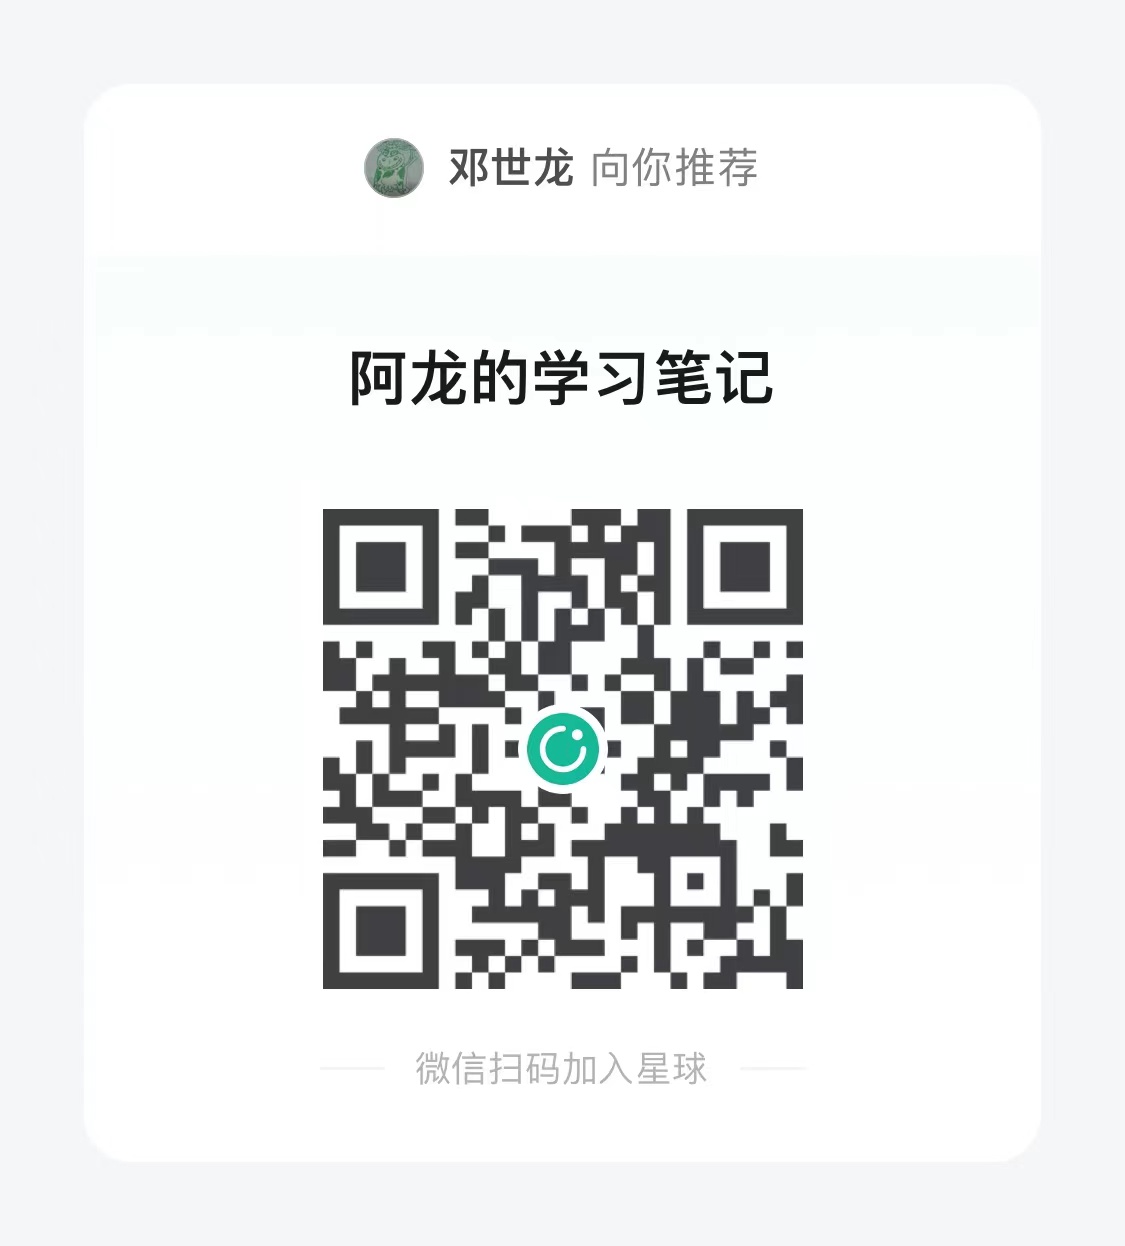 邓世龙 向你推荐
阿龙的学习笔记
微信扫码加入星球